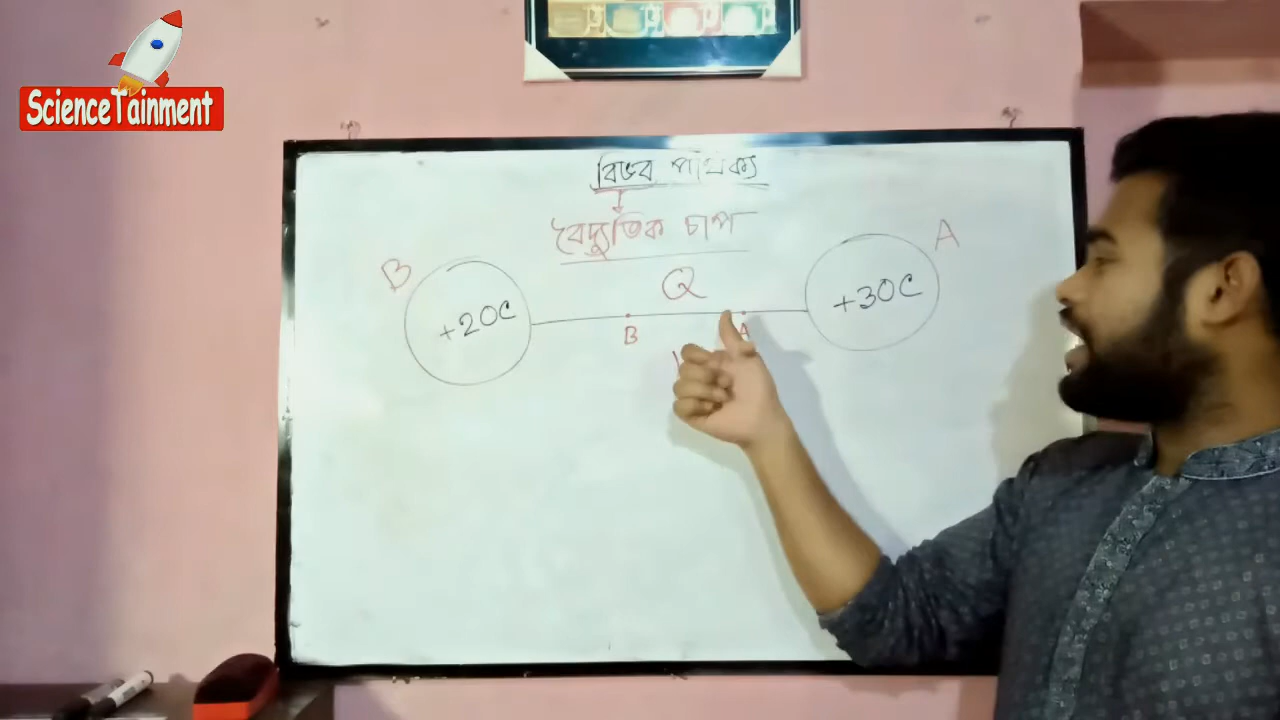 ScienceTainment
বিভব পার্থক্য
বৈদ্যুতিক চাপ
B
A
Q
+20C
+30C
B
A